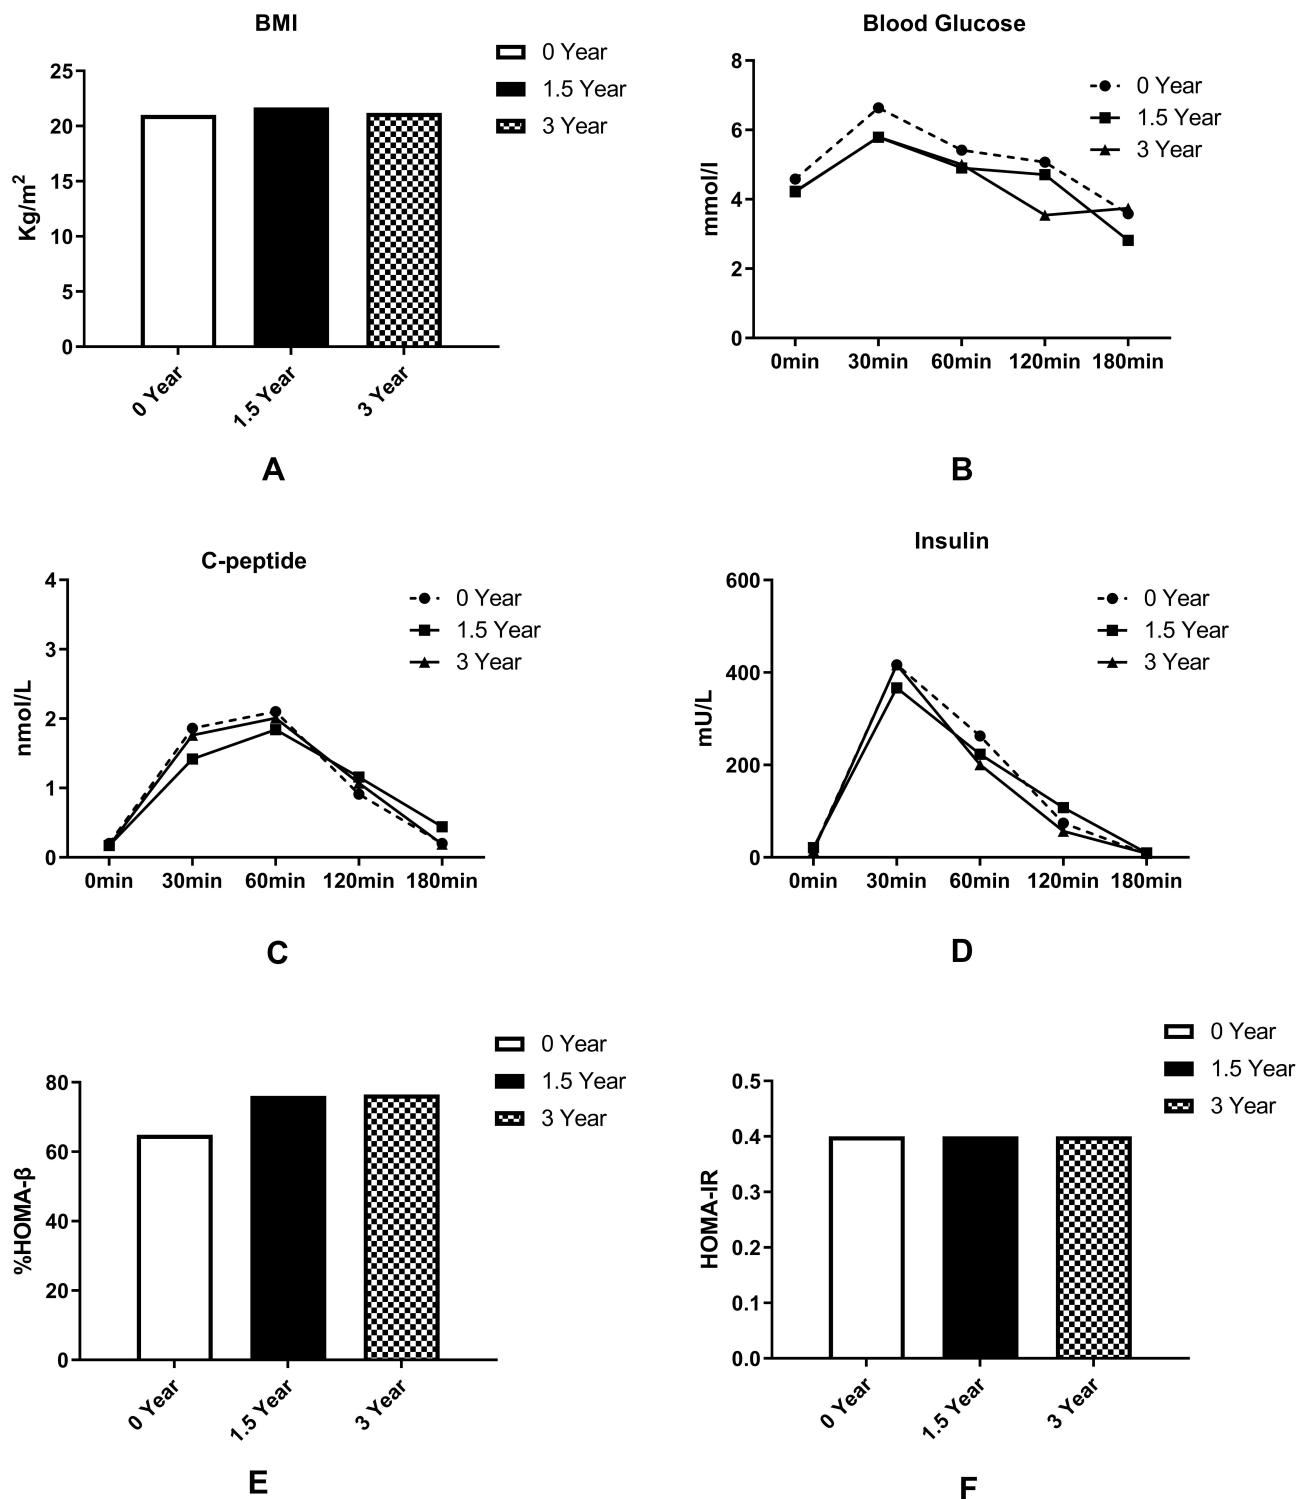 BMI
0 Year
1.5 Year
3 Year
25
20
15
10
5
0
Kg/m2
0 Year
1.5 Year
3 Year
A
Blood Glucose
0 Year
1.5 Year
3 Year
8
6
4
2
0
mmol/l
0min 30min 60min 120min 180min
B
C-peptide
0 Year
1.5 Year
3 Year
4
3
2
1
0
nmol/L
0min 30min 60min 120min 180min
C
Insulin
0 Year
1.5 Year
3 Year
600
400
200
0
mU/L
0min 30min 60min 120min 180min
D
0 Year
1.5 Year
3 Year
80
60
40
20
0
%HOMA-β
0 Year
1.5 Year
3 Year
E
0 Year
1.5 Year
3 Year
0.5
0.4
0.3
0.2
0.1
0.0
HOMA-IR
0 Year
1.5 Year
3 Year
F